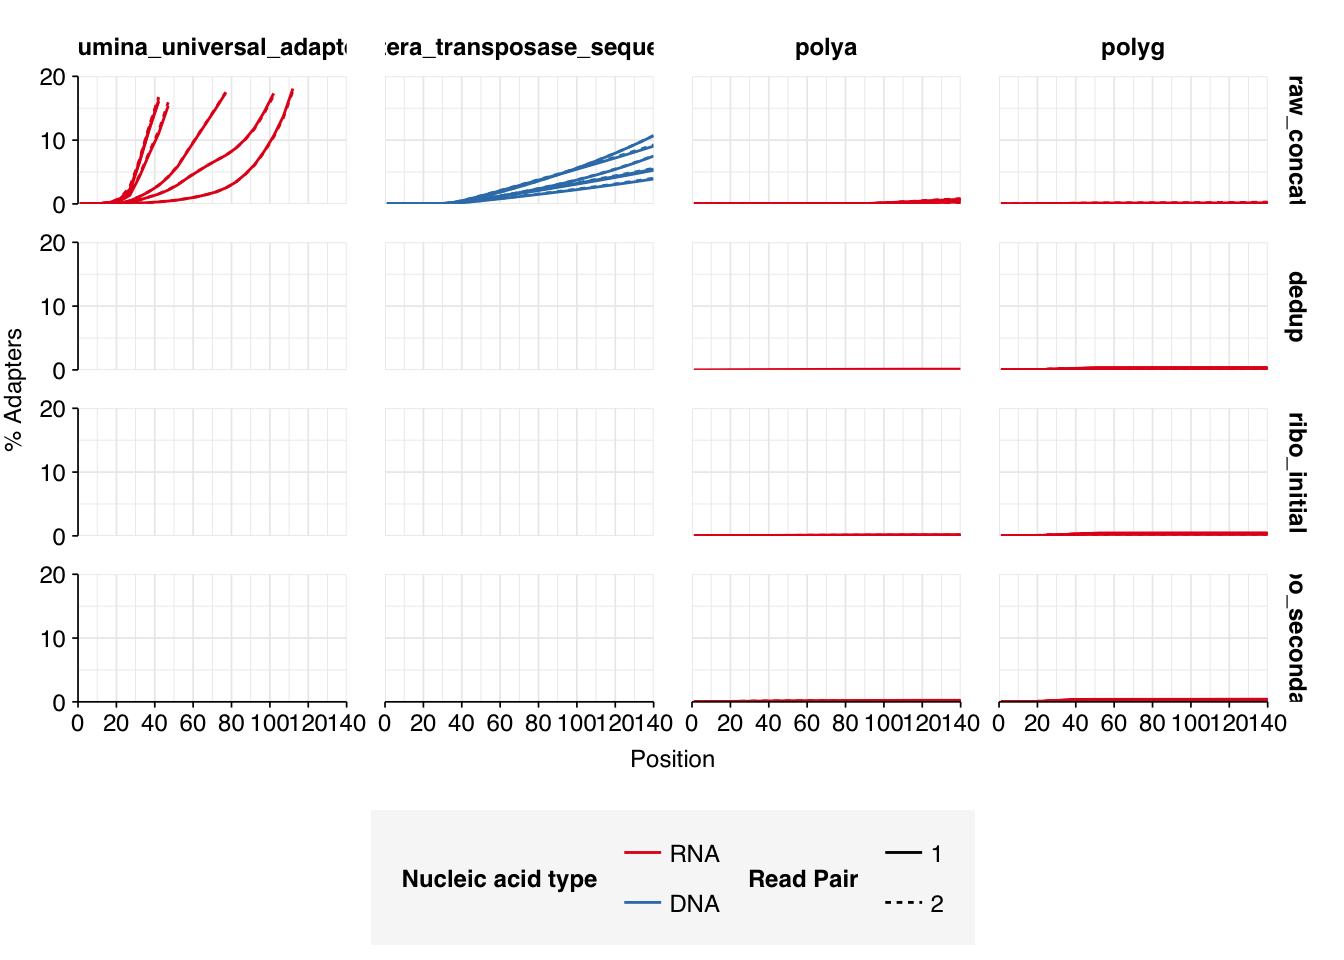 umina_universal_adapt
tera_transposase_seque
polya
polyg
20
10
0
raw_concat
20
10
0
dedup
% Adapters
20
10
0
ribo_initial
20
10
0
bo_seconda
0 20 40 60 80 100 120 140 0 20 40 60 80 100 120 140 0 20 40 60 80 100 120 140 0 20 40 60 80 100 120 140
Position
Nucleic acid type
RNA
DNA
Read Pair
1
2